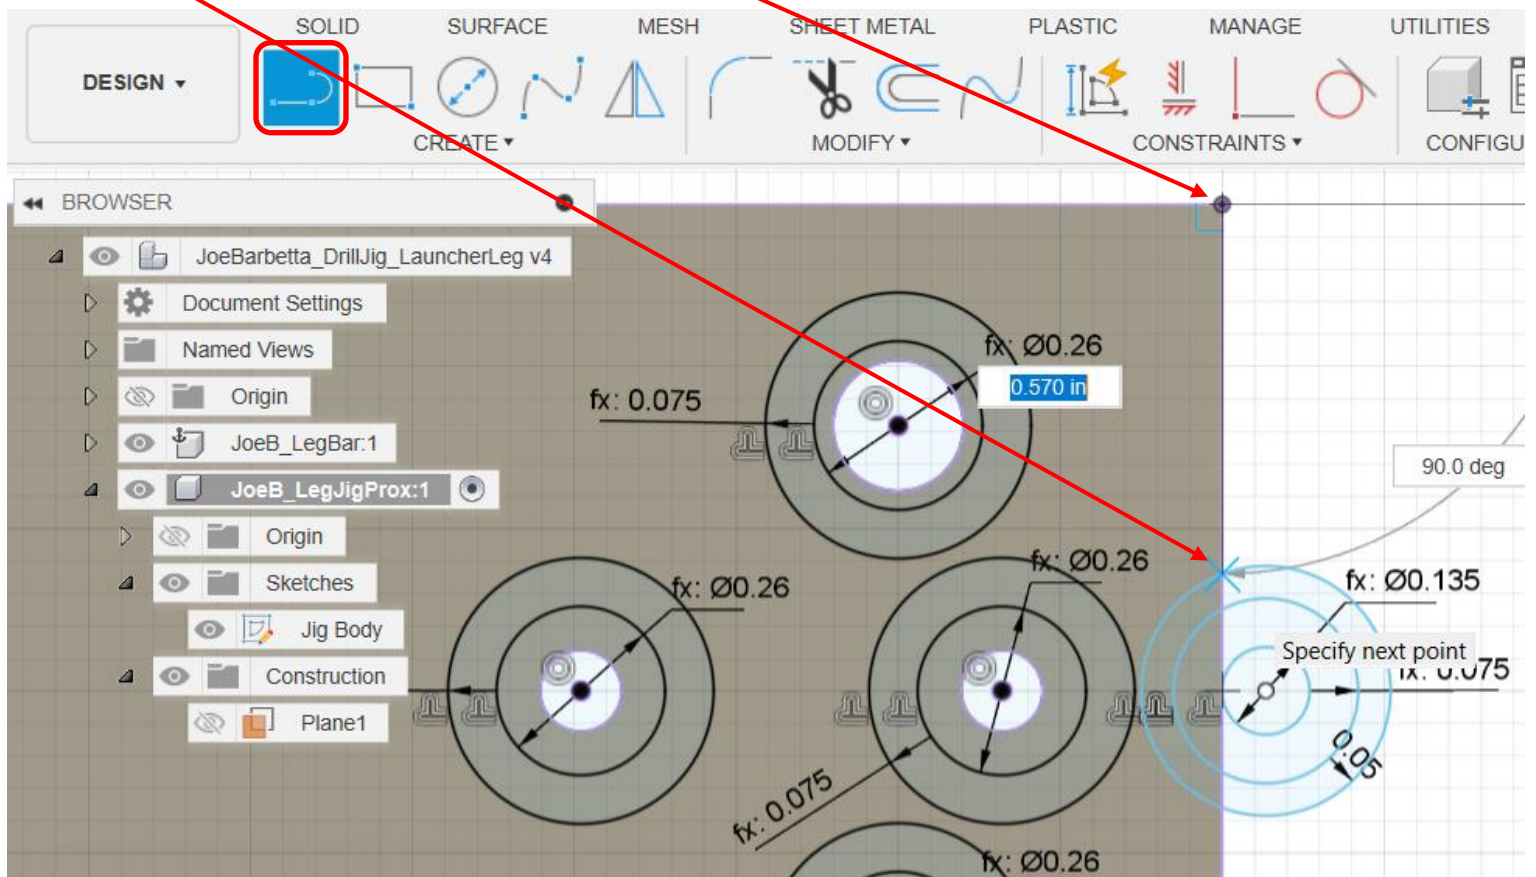 SOLID SURFACE MESH SHEET METAL PLASTIC MANAGE UTILITIES
DESIGN ▾
CREATE ▾ MODIFY ▾ CONSTRAINTS ▾ CONFIGU
BROWSER
JoeBarbetta_DrillJig_LauncherLeg v4
Document Settings
Named Views
Origin
JoeB_LegBar:1
JoeB_LegJigProx:1
Origin
Sketches
Jig Body
Construction
Plane1
fx: Ø0.26
0.570 in
fx: 0.075
90.0 deg
fx: Ø0.26
fx: Ø0.26
fx: Ø0.135
Specify next point
fx: 0.075
0.05
fx: 0.075
fx: Ø0.26